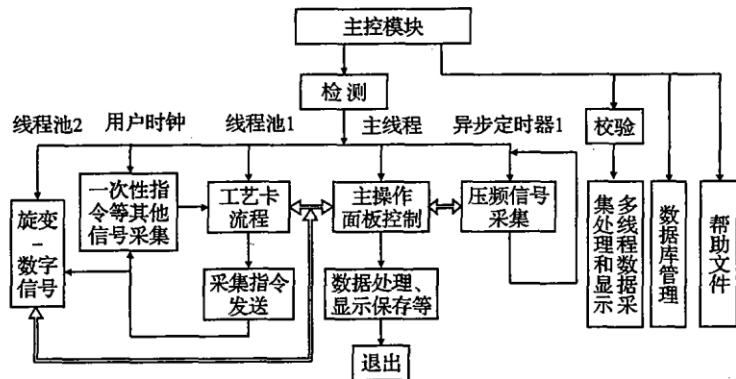 主控模块
检测
线程池2
用户时钟
线程池1
主线程
异步定时器1
校验
旋变
－
数字
信号
一次性指
令等其他
信号采集
工艺卡
流程
主操作
面板控制
压频信号
采集
采集指令
发送
数据处理、
显示保存等
退出
多线程数据采
集处理和显示
数据库管理
帮助文件